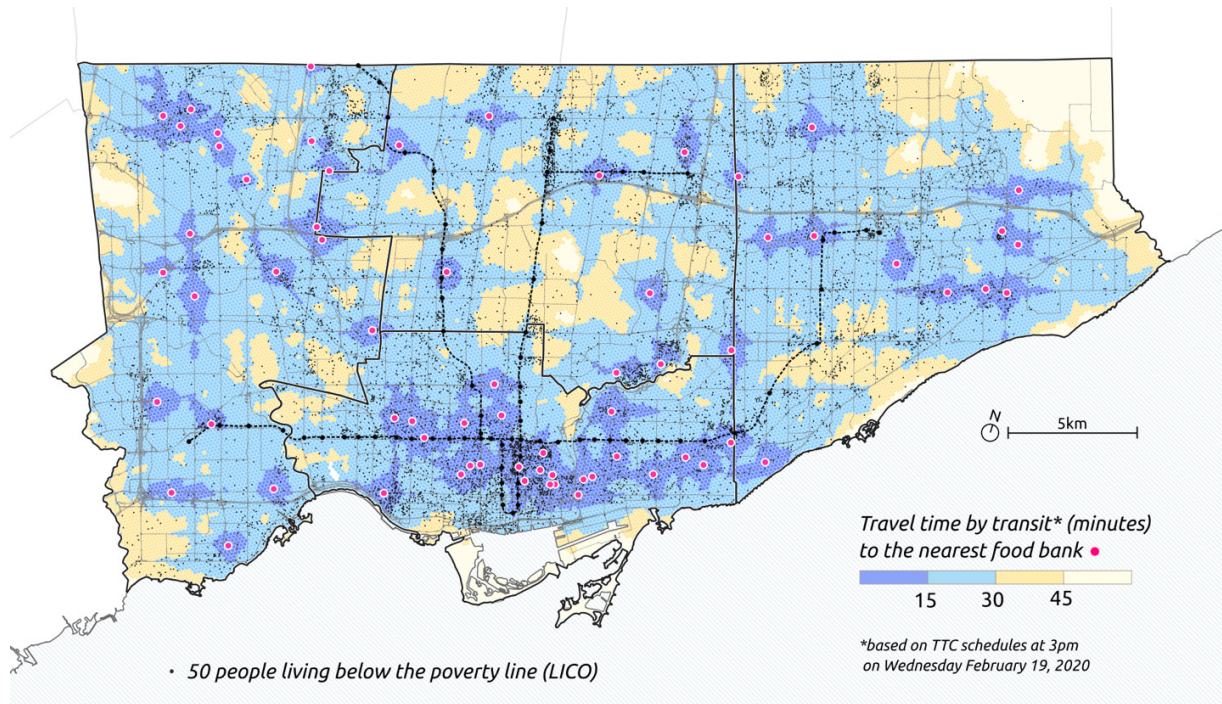 N
5km
Travel time by transit* (minutes)
to the nearest food bank
15 30 45
*based on TTC schedules at 3pm
on Wednesday February 19, 2020
50 people living below the poverty line (LICO)